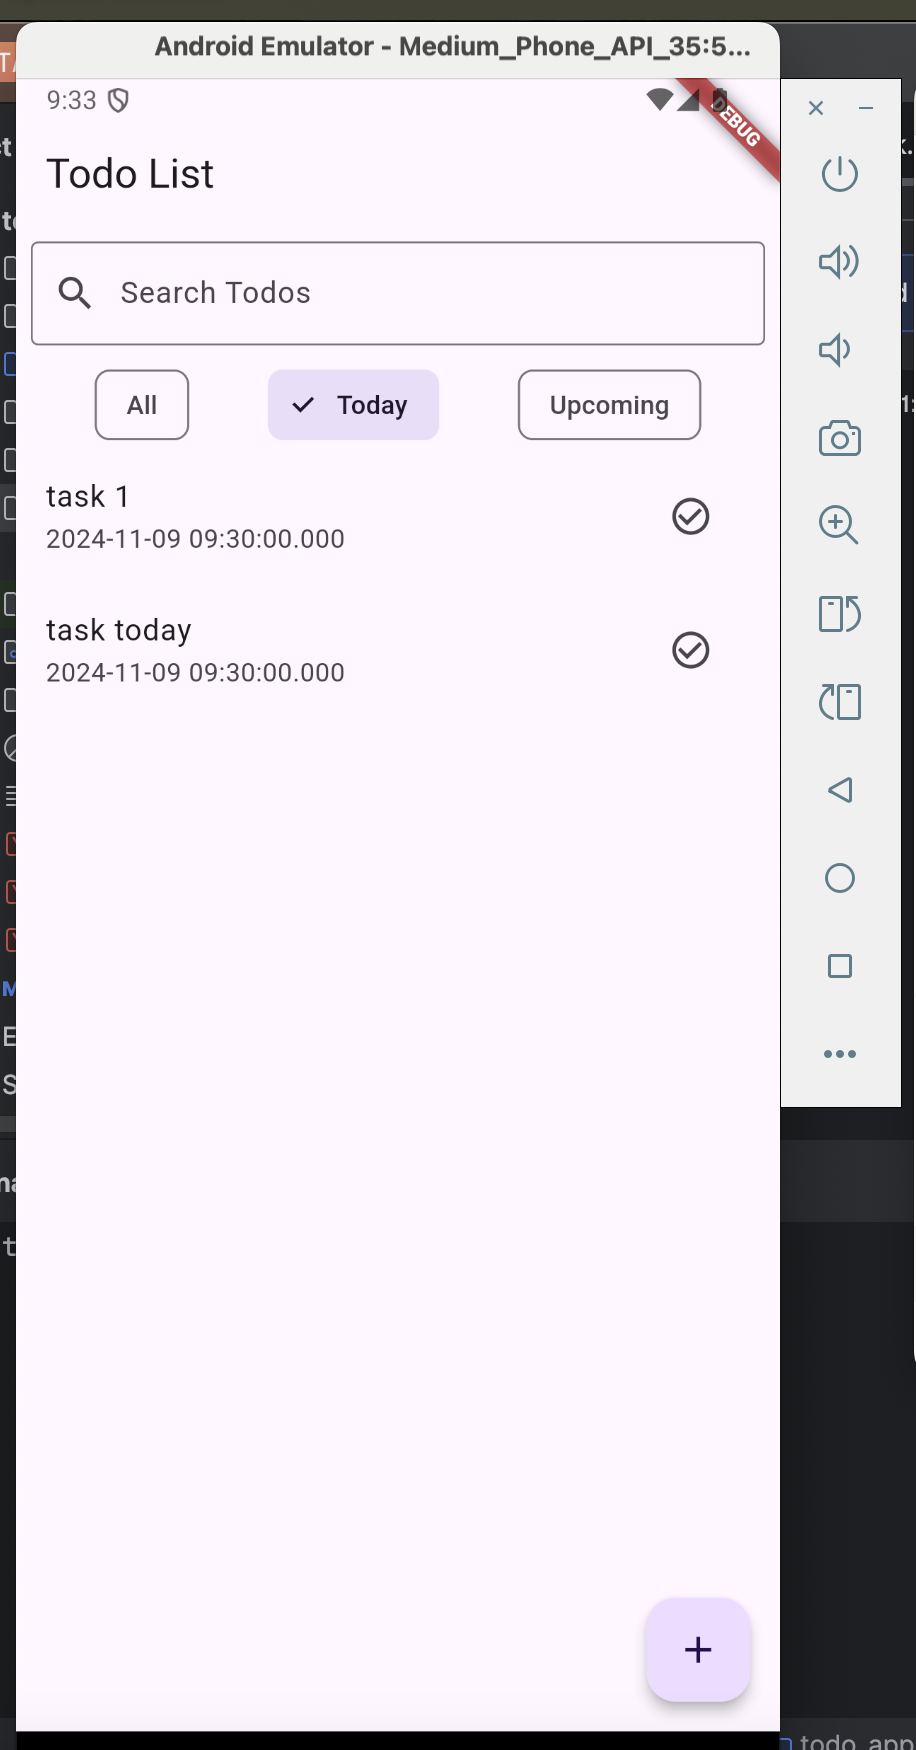 Android Emulator - Medium_Phone_API_35:5...
9:33
DEBUG
Todo List
Search Todos
All
Today
Upcoming
task 1
2024-11-09 09:30:00.000
task today
2024-11-09 09:30:00.000
todo_app